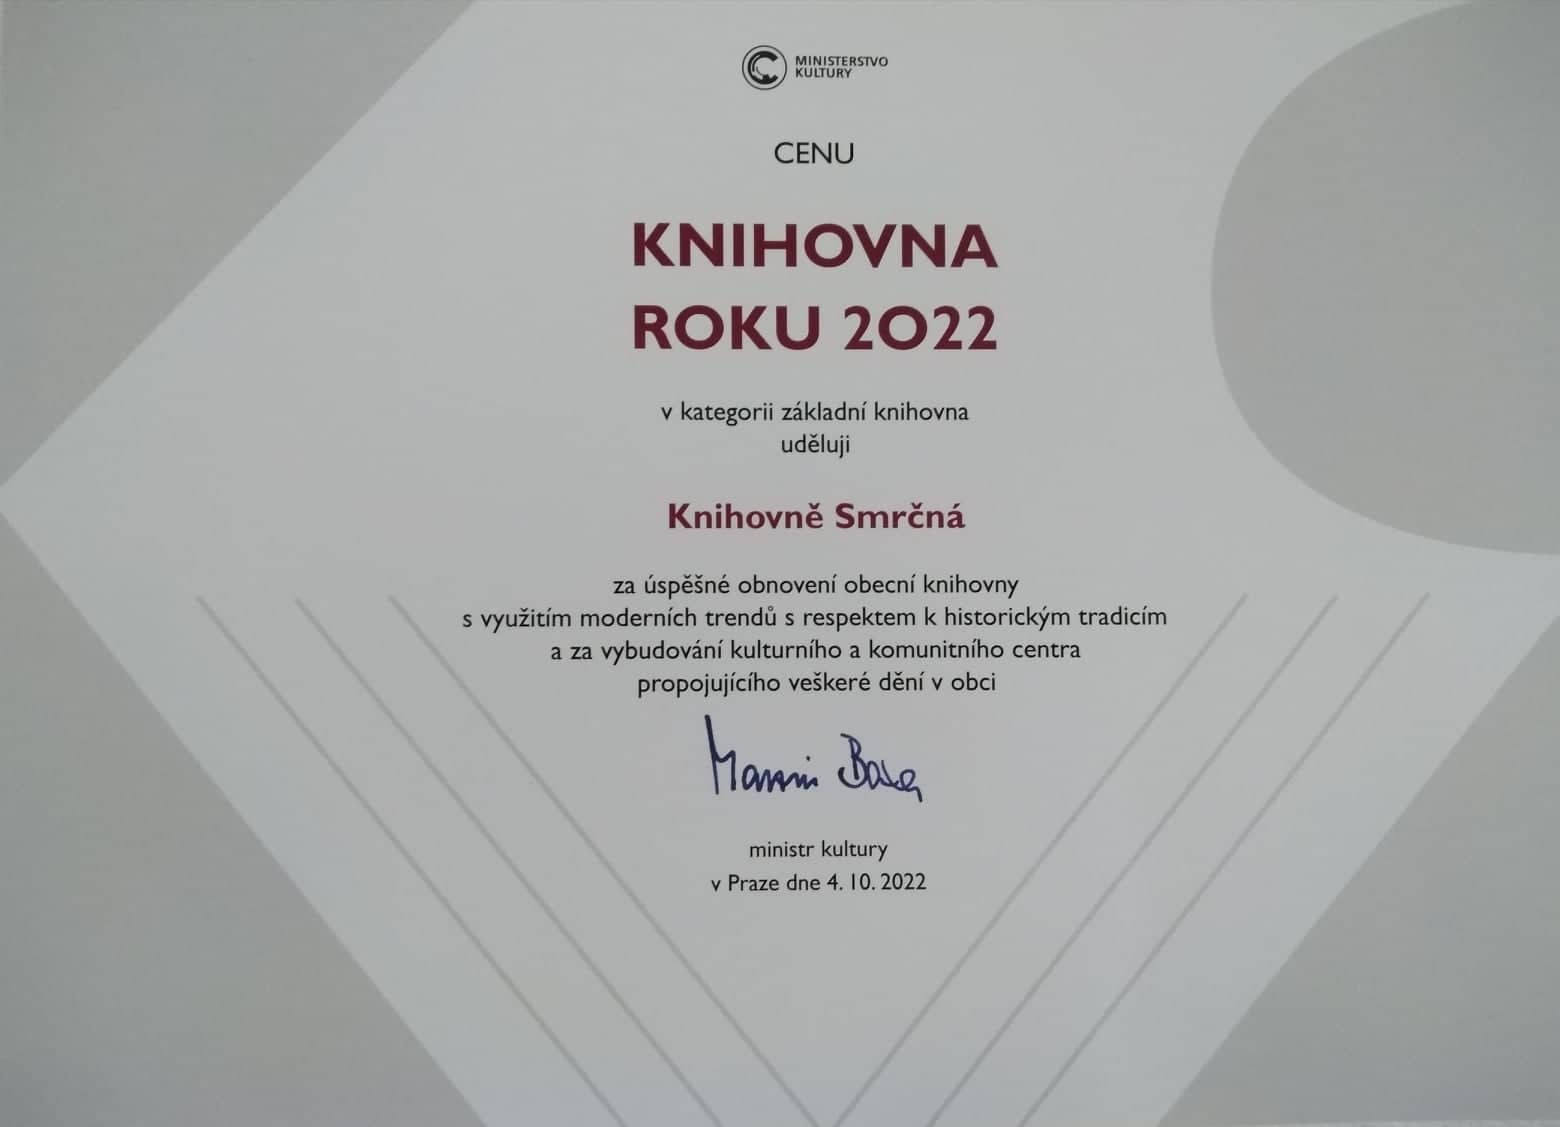 MINISTERSTVO
KULTURY
CENU
KNIHOVNA
ROKU 2022
v kategorii základní knihovna
uděluji
Knihovně Smrčná
za úspěšné obnovení obecní knihovny
s využitím moderních trendů s respektem k historickým tradicím
a za vybudování kulturního a komunitního centra
propojujícího veškeré dění v obci
ministr kultury
v Praze dne 4. 10. 2022